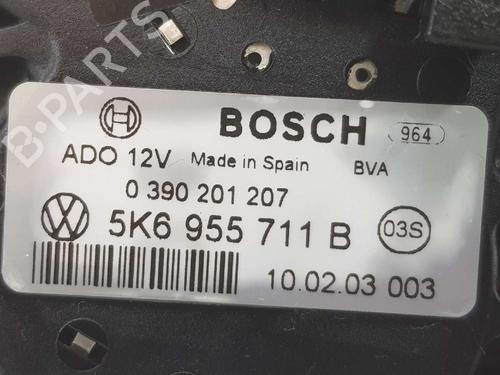 B-PARTS
BOSCH 964
ADO 12V Made in Spain BVA
0 390 201 207
5K6 955 711 B 03S
10.02.03 003